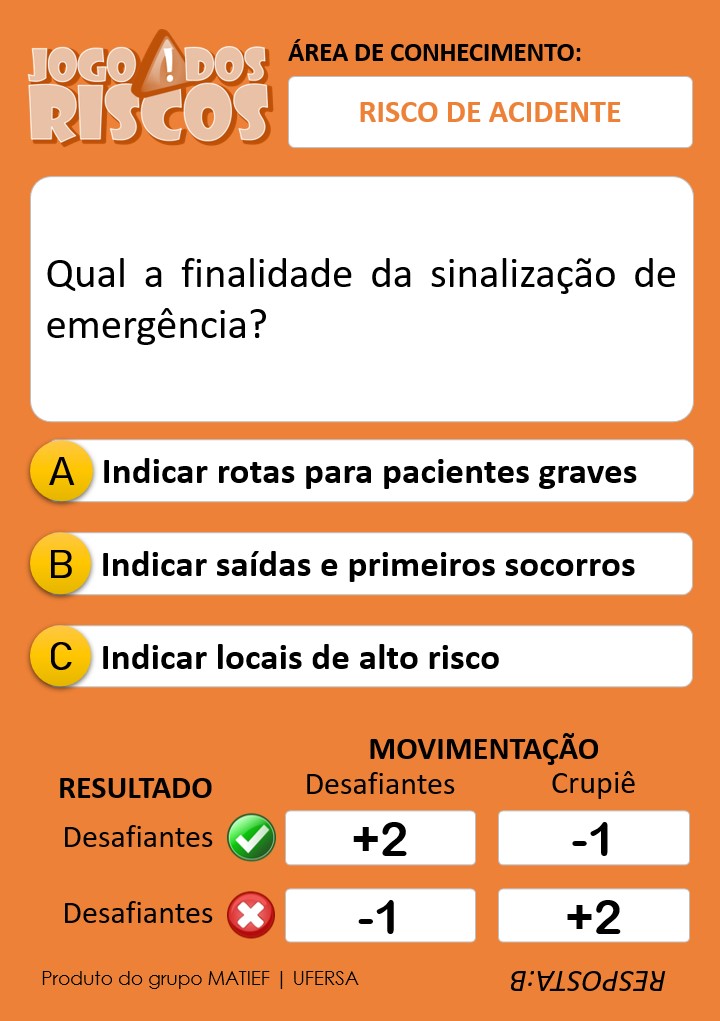 JOGO ! DOS
RISCOS
ÁREA DE CONHECIMENTO:
RISCO DE ACIDENTE
Qual a finalidade da sinalização de
emergência?
A Indicar rotas para pacientes graves
B Indicar saídas e primeiros socorros
C Indicar locais de alto risco
MOVIMENTAÇÃO
RESULTADO Desafiantes Crupiê
Desafiantes +2 -1
Desafiantes -1 +2
Produto do grupo MATIEF | UFERSA
RESPOSTA:B